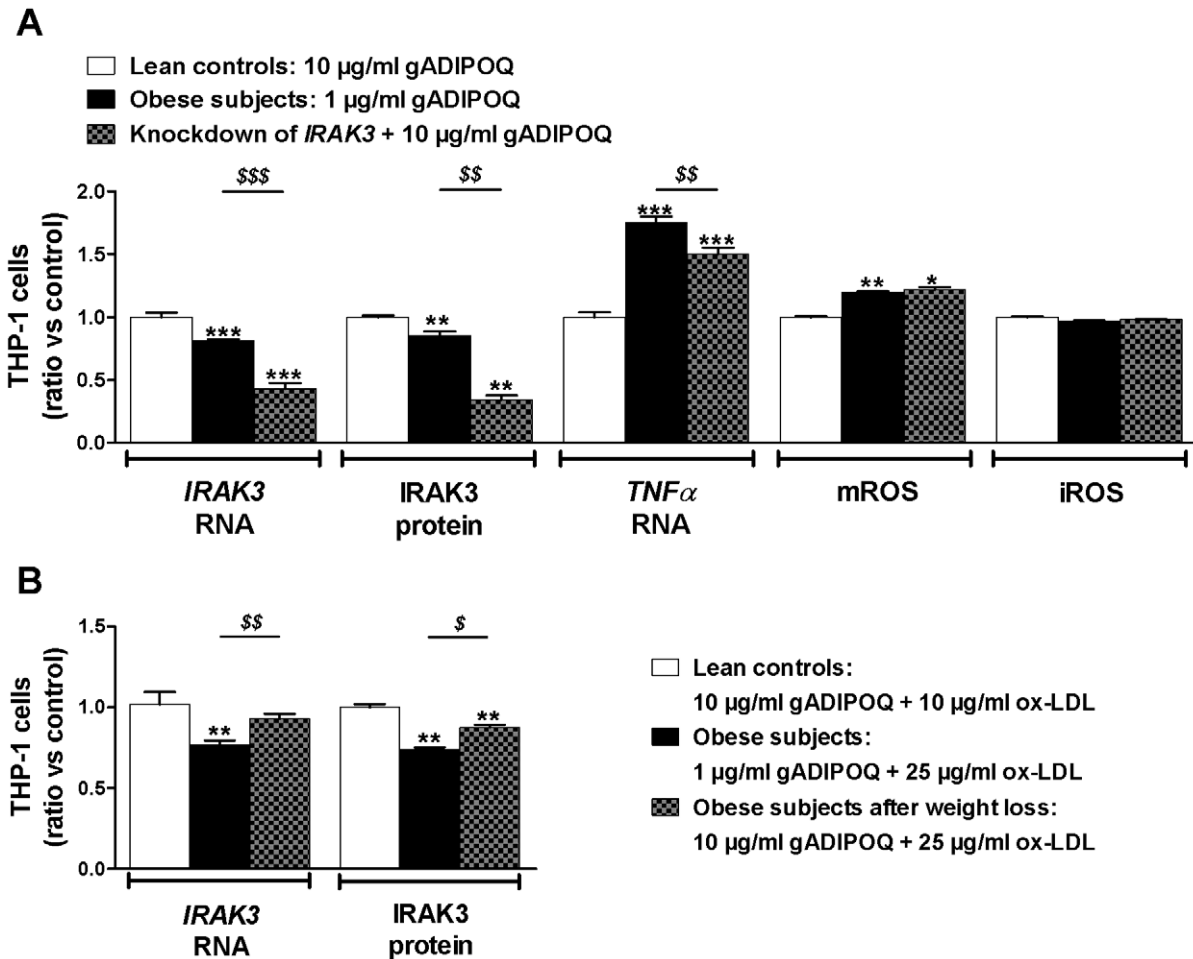 A
Lean controls: 10 µg/ml gADIPOQ
Obese subjects: 1 µg/ml gADIPOQ
Knockdown of IRAK3 + 10 µg/ml gADIPOQ
$$$ $$ $$
THP-1 cells
(ratio vs control)
2.0
1.5
1.0
0.5
0.0
*** *** ** ** *** *** ** *
IRAK3 IRAK3 TNFα mROS iROS
RNA protein RNA
B
THP-1 cells
(ratio vs control)
1.5
1.0
0.5
0.0
$$ $
** ** **
IRAK3 IRAK3
RNA protein
Lean controls:
10 µg/ml gADIPOQ + 10 µg/ml ox-LDL
Obese subjects:
1 µg/ml gADIPOQ + 25 µg/ml ox-LDL
Obese subjects after weight loss:
10 µg/ml gADIPOQ + 25 µg/ml ox-LDL